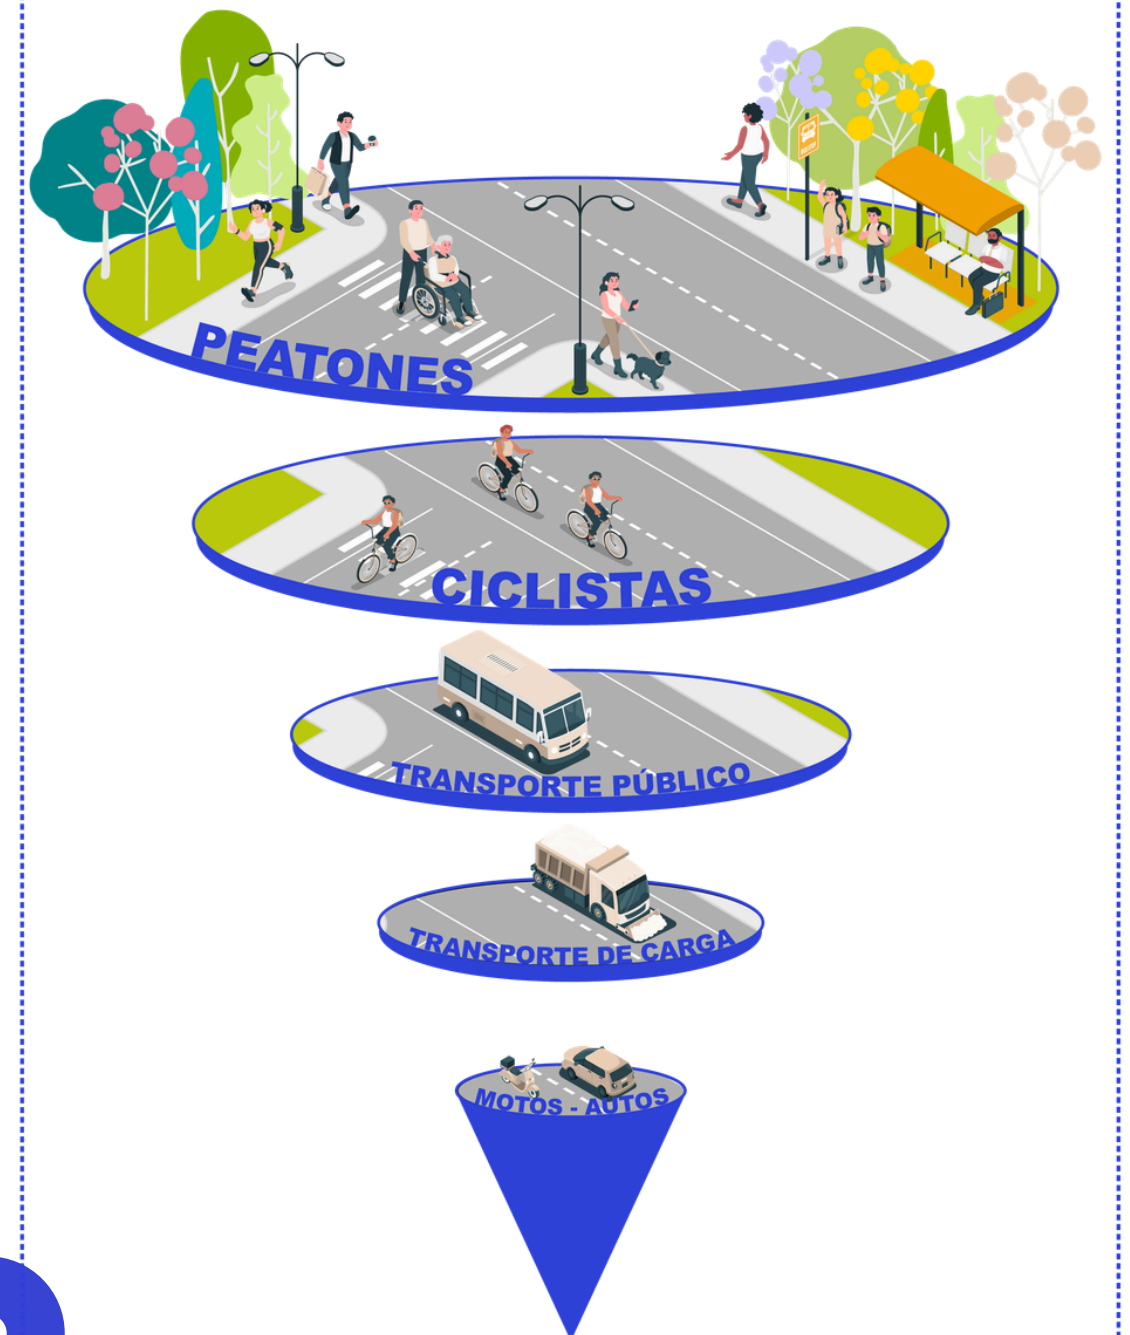 PEATONES
CICLISTAS
TRANSPORTE PÚBLICO
TRANSPORTE DE CARGA
MOTOS - AUTOS